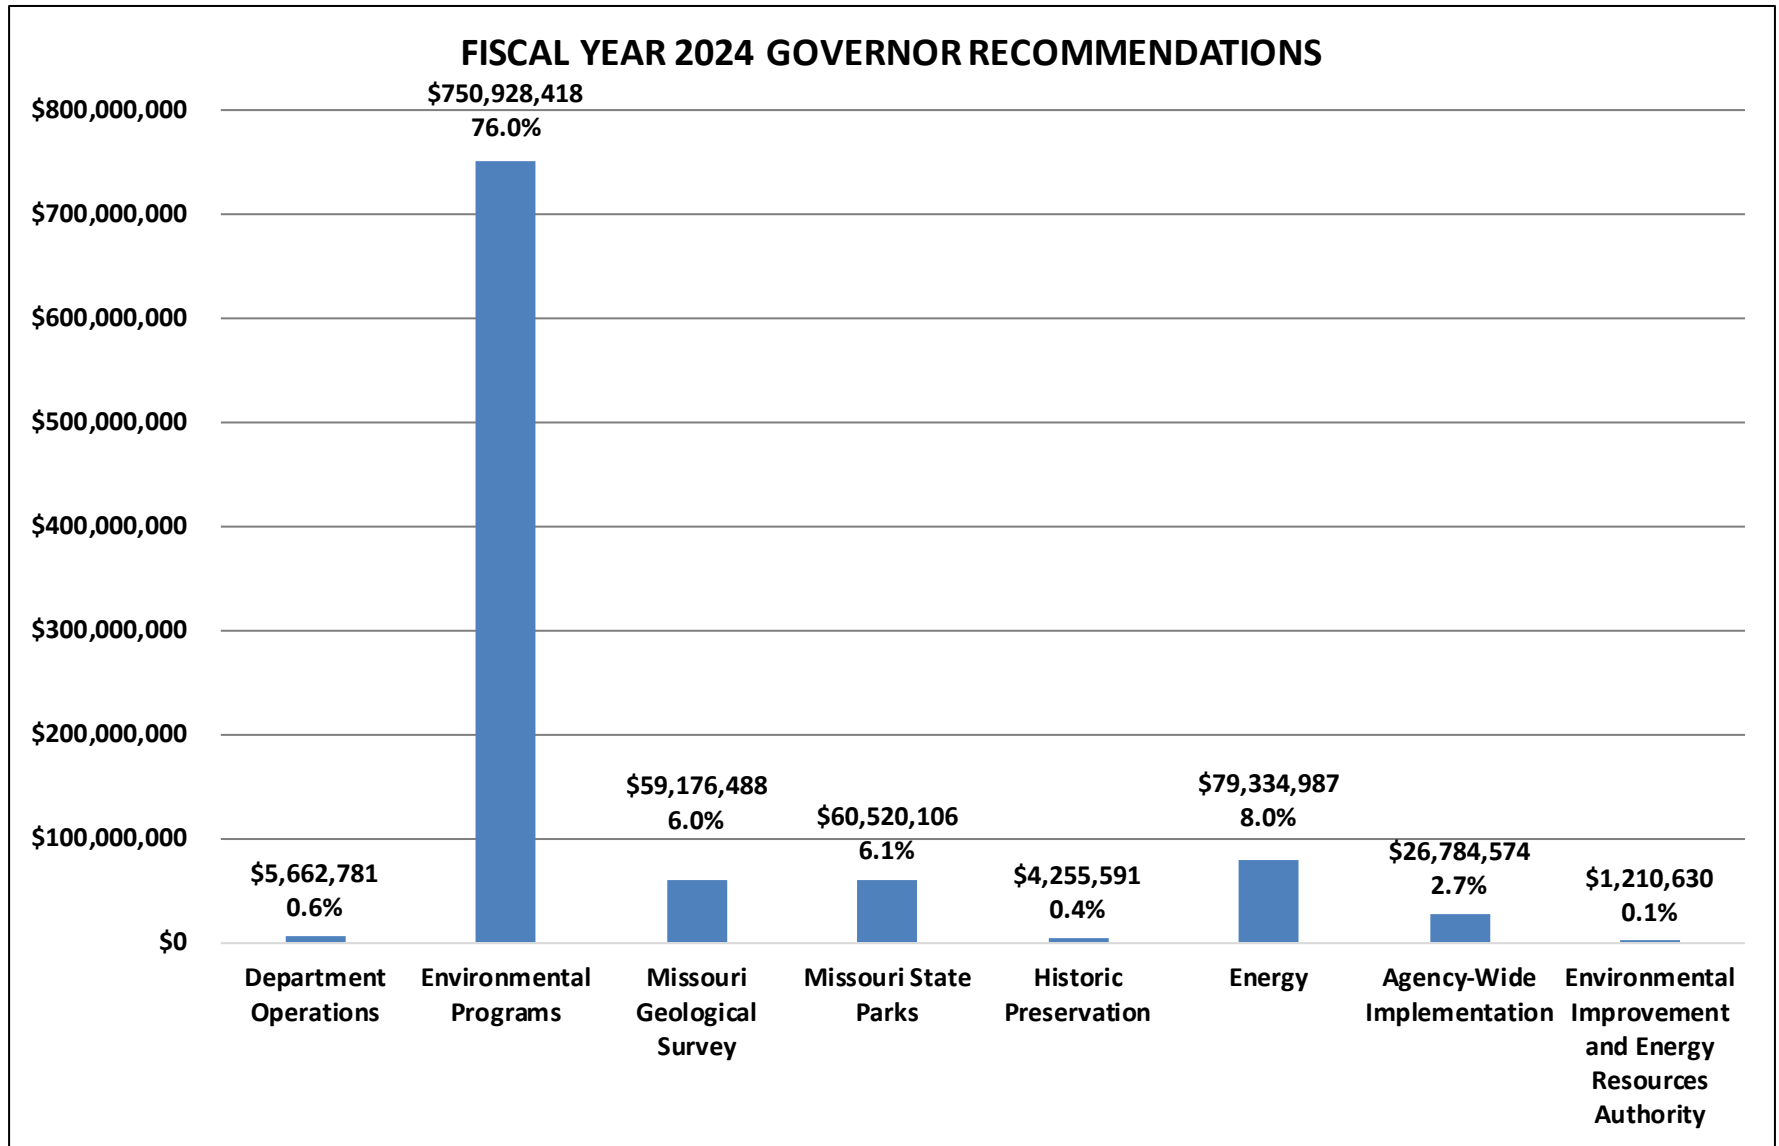 FISCAL YEAR 2024 GOVERNOR RECOMMENDATIONS
$800,000,000
$700,000,000
$600,000,000
$500,000,000
$400,000,000
$300,000,000
$200,000,000
$100,000,000
$0
$5,662,781
0.6%
$750,928,418
76.0%
$59,176,488
6.0%
$60,520,106
6.1%
$4,255,591
0.4%
$79,334,987
8.0%
$26,784,574
2.7%
$1,210,630
0.1%
Department
Operations
Environmental
Programs
Missouri
Geological
Survey
Missouri State
Parks
Historic
Preservation
Energy
Agency-Wide
Implementation
Environmental
Improvement
and Energy
Resources
Authority